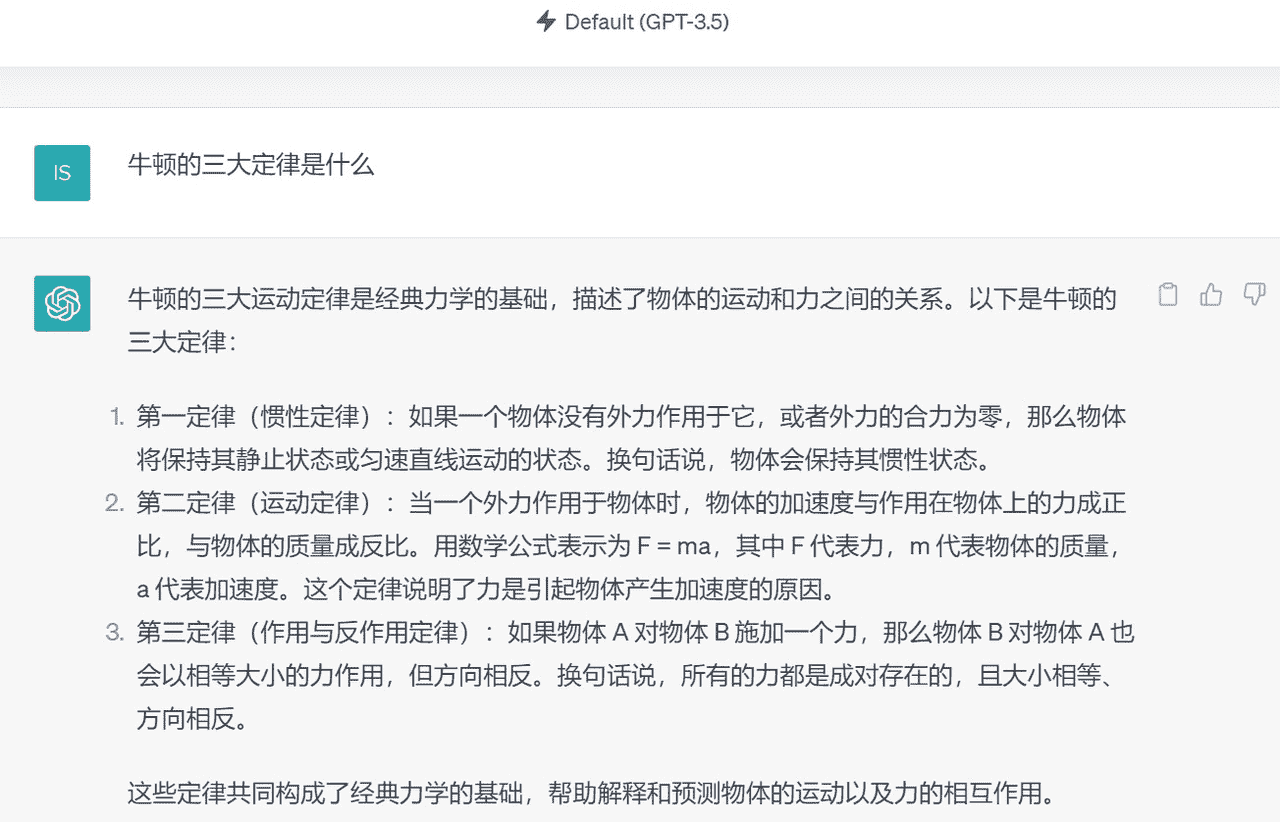 Default (GPT-3.5)
IS
牛顿的三大定律是什么
牛顿的三大运动定律是经典力学的基础，描述了物体的运动和力之间的关系。以下是牛顿的
三大定律：
1. 第一定律（惯性定律）：如果一个物体没有外力作用于它，或者外力的合力为零，那么物体
将保持其静止状态或匀速直线运动的状态。换句话说，物体会保持其惯性状态。
2. 第二定律（运动定律）：当一个外力作用于物体时，物体的加速度与作用在物体上的力成正
比，与物体的质量成反比。用数学公式表示为 F = ma，其中 F 代表力，m 代表物体的质量，
a 代表加速度。这个定律说明了力是引起物体产生加速度的原因。
3. 第三定律（作用与反作用定律）：如果物体 A 对物体 B 施加一个力，那么物体 B 对物体 A 也
会以相等大小的力作用，但方向相反。换句话说，所有的力都是成对存在的，且大小相等、
方向相反。
这些定律共同构成了经典力学的基础，帮助解释和预测物体的运动以及力的相互作用。